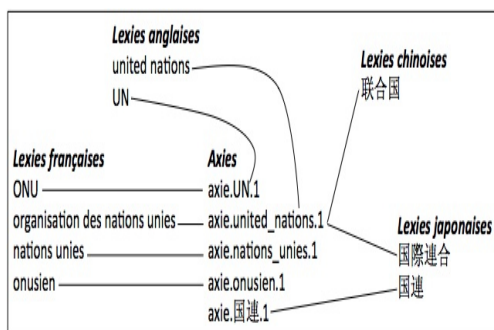 Lexies anglaises
united nations
UN
Lexies chinoises
联合国
Lexies françaises
ONU
organisation des nations unies
nations unies
onusien
Axies
axie.UN.1
axie.united_nations.1
axie.nations_unies.1
axie.onusien.1
axie.国連.1
Lexies japonaises
国際連合
国連